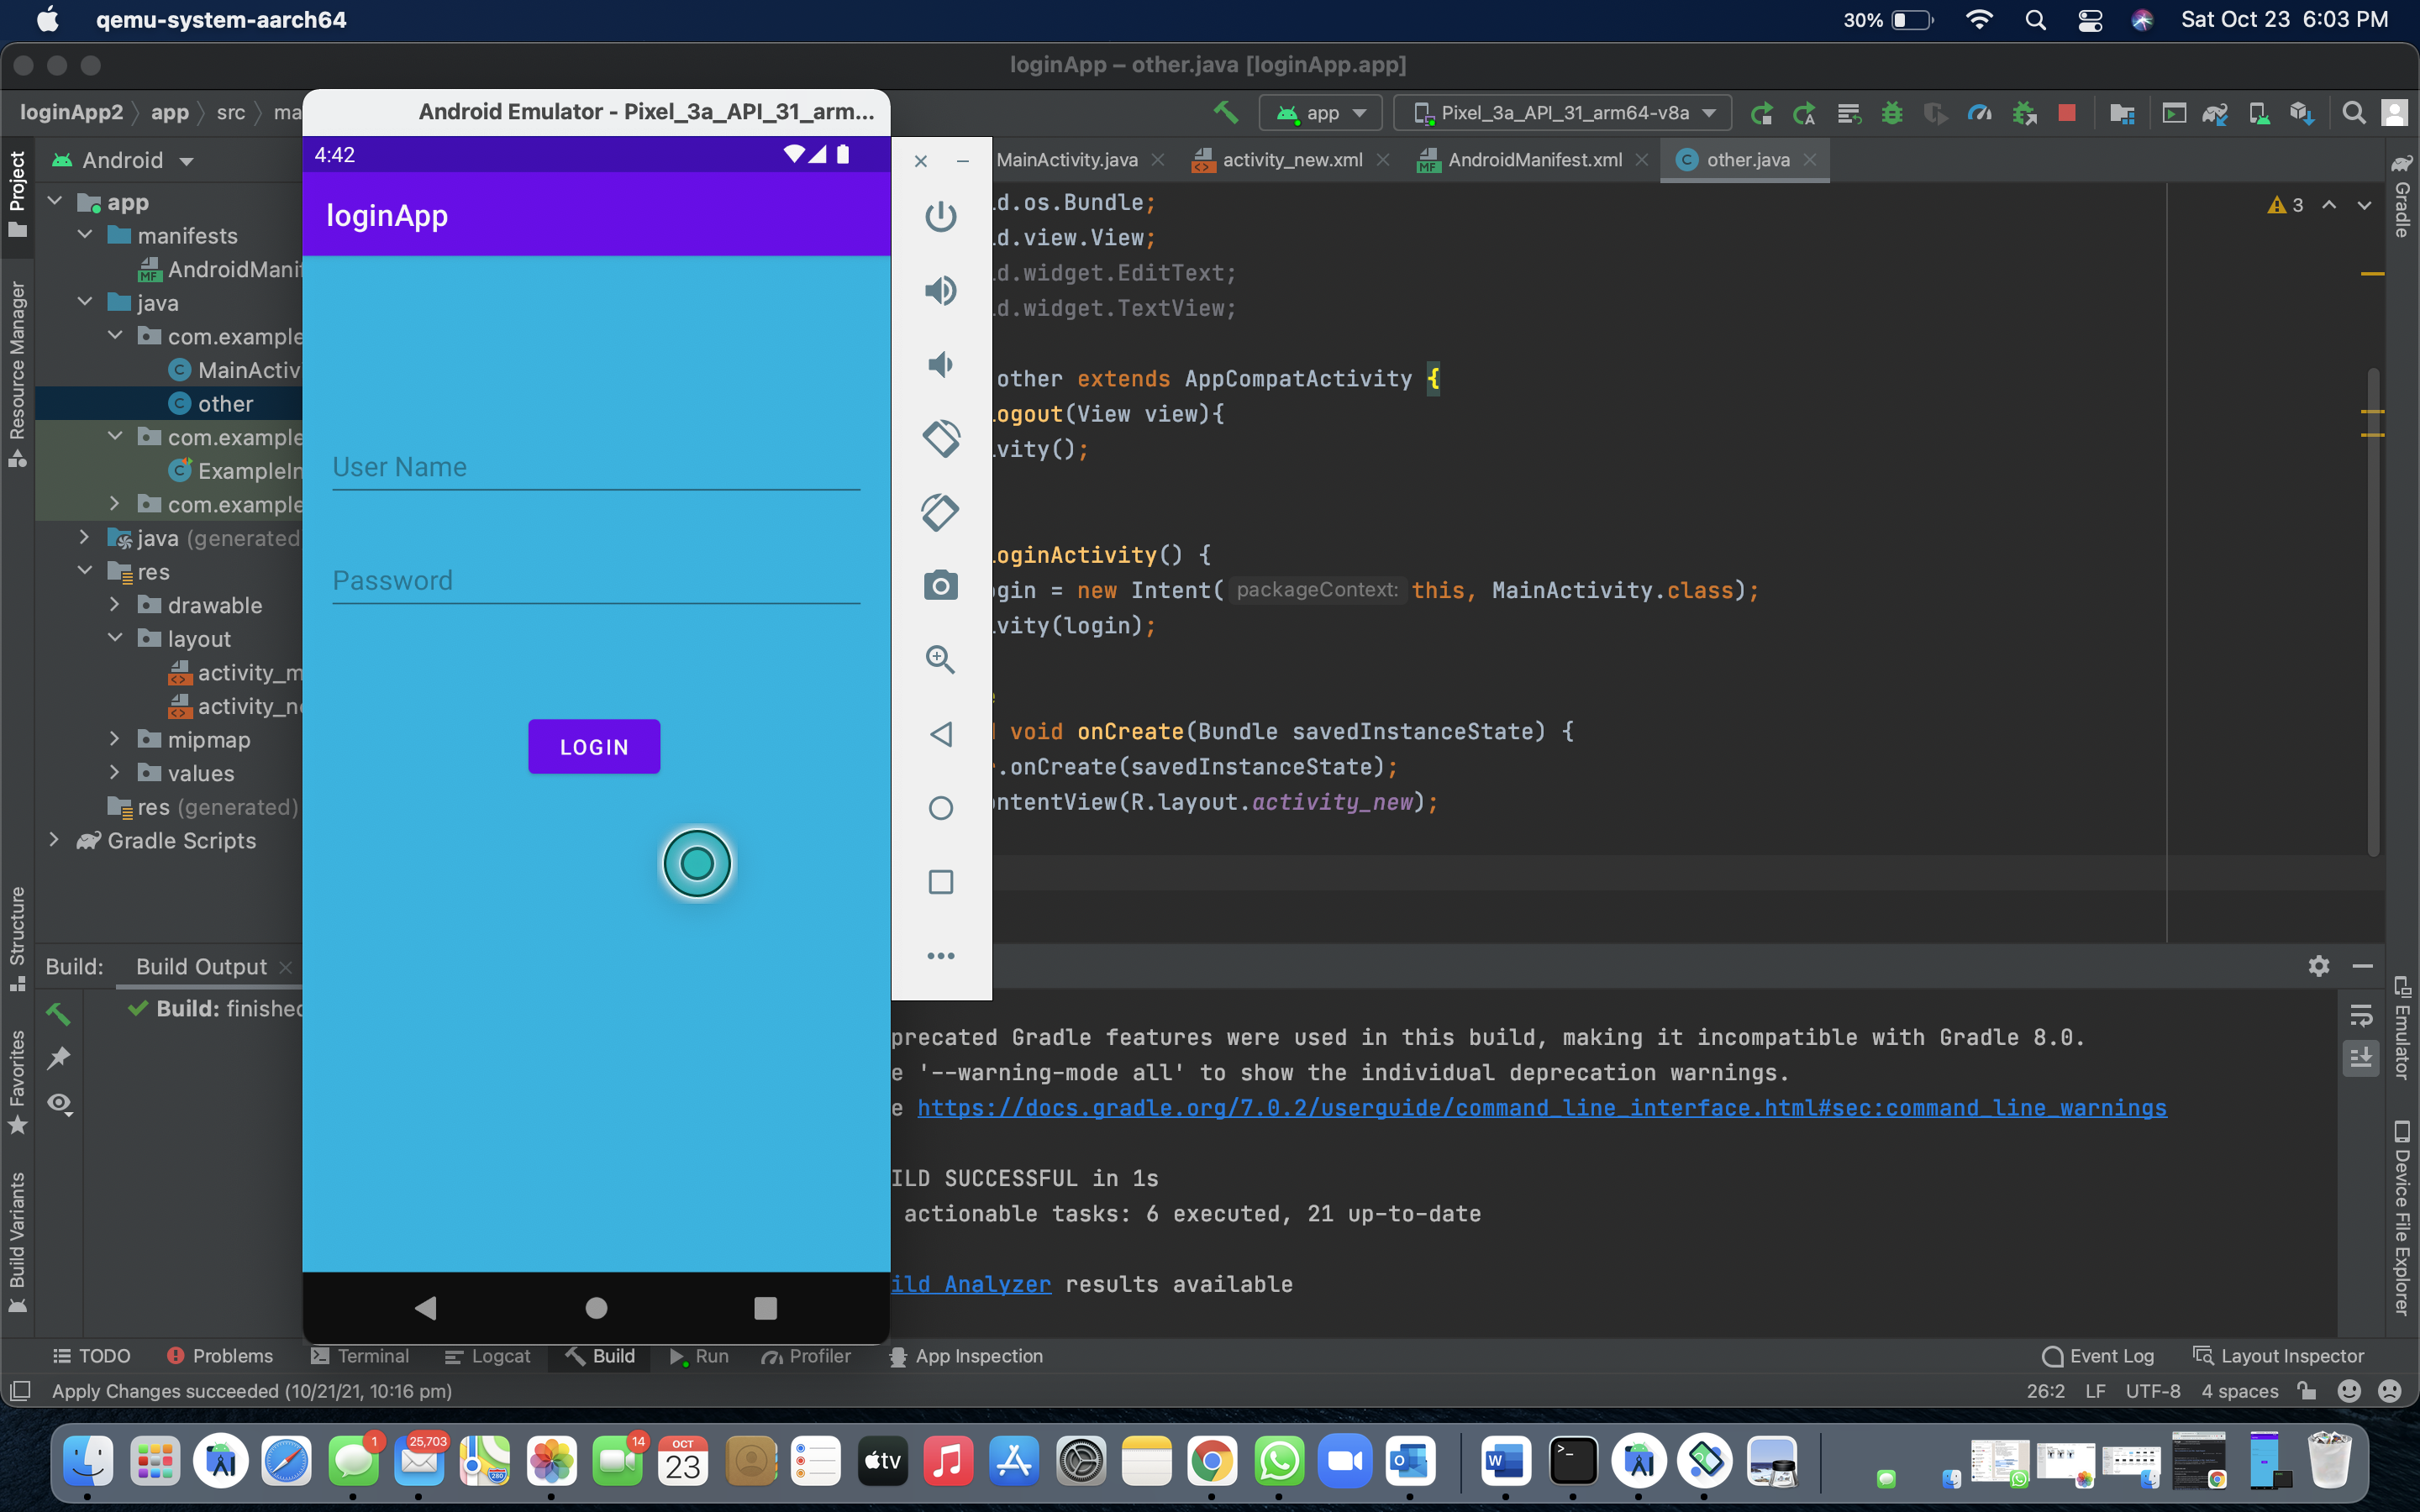 qemu-system-aarch64
30%
Sat Oct 23 6:03 PM
loginApp – other.java [loginApp.app]
loginApp2 app src ma
app
Pixel_3a_API_31_arm64-v8a
Android Emulator - Pixel_3a_API_31_arm...
Android
MainActivity.java
activity_new.xml
AndroidManifest.xml
other.java
Project
Resource Manager
Structure
Favorites
Build Variants
Gradle
Emulator
Device File Explorer
app
manifests
AndroidMani
java
com.example
MainActiv
other
com.example
ExampleIn
com.example
java (generated
res
drawable
layout
activity_m
activity_ne
mipmap
values
res (generated)
Gradle Scripts
4:42
loginApp
User Name
Password
LOGIN
d.os.Bundle;
d.view.View;
d.widget.EditText;
d.widget.TextView;
other extends AppCompatActivity {
ogout(View view){
vity();
oginActivity() {
gin = new Intent( packageContext: this, MainActivity.class);
vity(login);
void onCreate(Bundle savedInstanceState) {
.onCreate(savedInstanceState);
ntentView(R.layout.activity_new);
3
Build: Build Output
Build: finished
precated Gradle features were used in this build, making it incompatible with Gradle 8.0.
e '--warning-mode all' to show the individual deprecation warnings.
e https://docs.gradle.org/7.0.2/userguide/command_line_interface.html#sec:command_line_warnings
ILD SUCCESSFUL in 1s
actionable tasks: 6 executed, 21 up-to-date
ild Analyzer results available
TODO Problems Terminal Logcat Build Run Profiler App Inspection
Event Log Layout Inspector
Apply Changes succeeded (10/21/21, 10:16 pm)
26:2 LF UTF-8 4 spaces
1
25,703
280
14
OCT
23
tv
O
W
>_